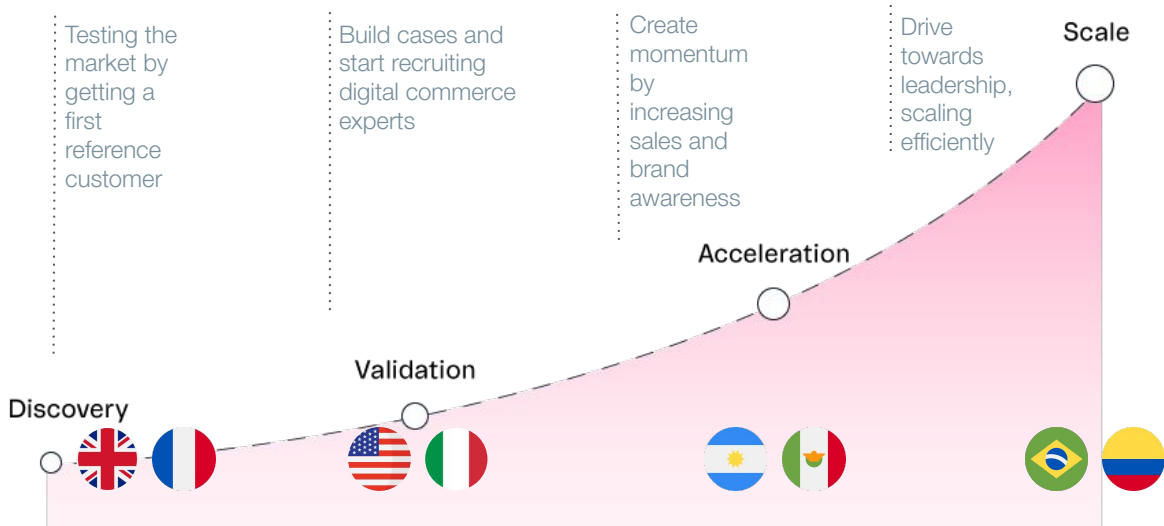 Testing the
market by
getting a
first
reference
customer
Build cases and
start recruiting
digital commerce
experts
Create
momentum
by
increasing
sales and
brand
awareness
Drive
towards
leadership,
scaling
efficiently
Scale
Acceleration
Validation
Discovery